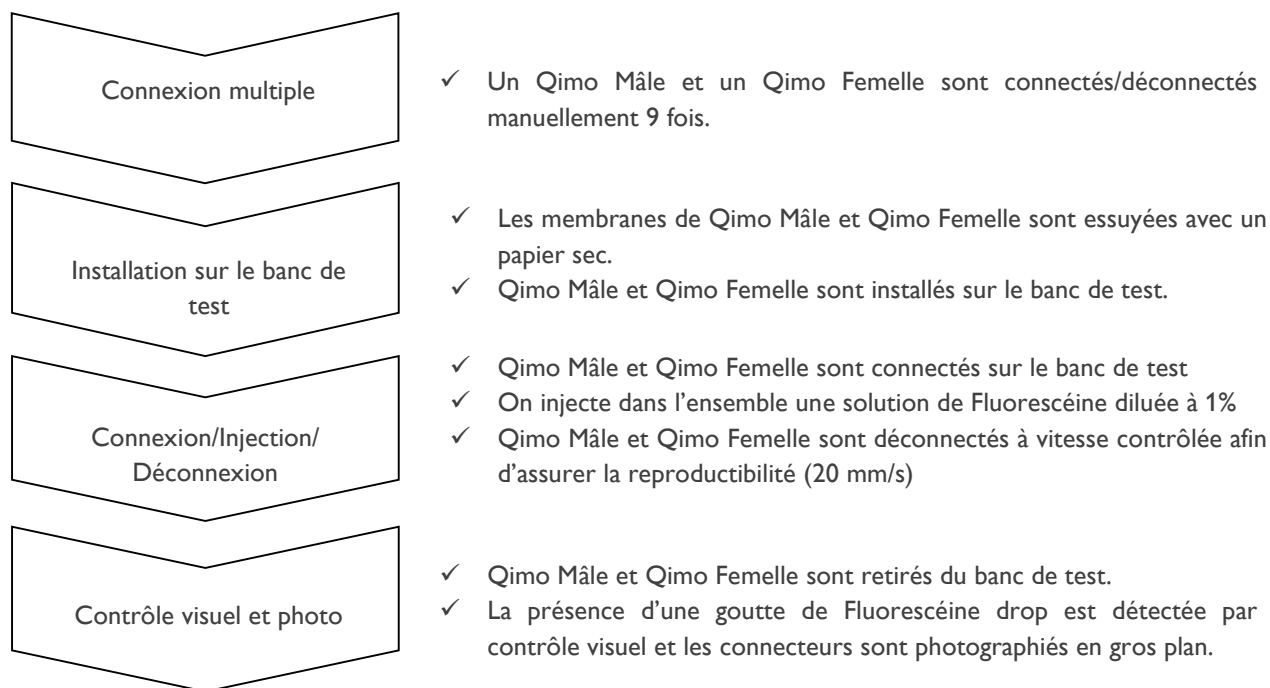 Connexion multiple
✓ Un Qimo Mâle et un Qimo Femelle sont connectés/déconnectés
manuellement 9 fois.
Installation sur le banc de
test
✓ Les membranes de Qimo Mâle et Qimo Femelle sont essuyées avec un
papier sec.
✓ Qimo Mâle et Qimo Femelle sont installés sur le banc de test.
Connexion/Injection/
Déconnexion
✓ Qimo Mâle et Qimo Femelle sont connectés sur le banc de test
✓ On injecte dans l’ensemble une solution de Fluorescéine diluée à 1%
✓ Qimo Mâle et Qimo Femelle sont déconnectés à vitesse contrôlée afin
d’assurer la reproductibilité (20 mm/s)
Contrôle visuel et photo
✓ Qimo Mâle et Qimo Femelle sont retirés du banc de test.
✓ La présence d’une goutte de Fluorescéine drop est détectée par
contrôle visuel et les connecteurs sont photographiés en gros plan.